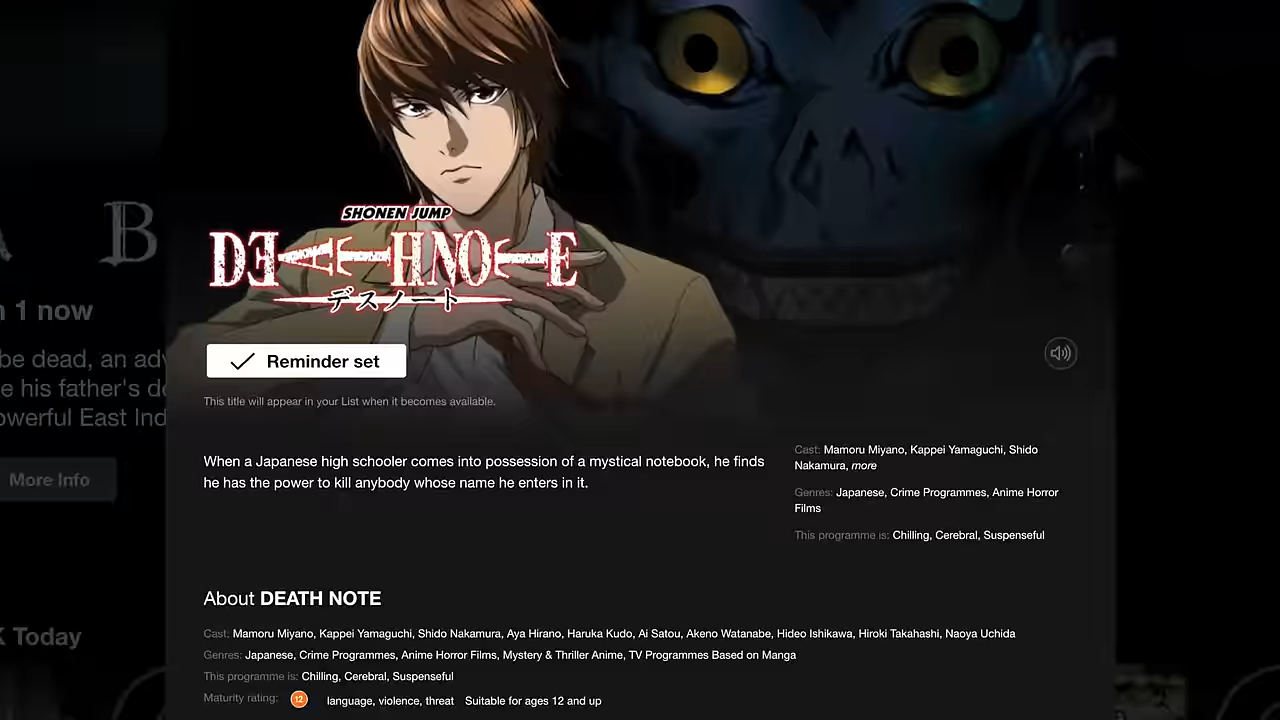 SHONEN JUMP
DEATH NOTE
デスノート
B
n 1 now
be dead, an adv
e his father's de
owerful East Ind
More Info
Reminder set
This title will appear in your List when it becomes available.
When a Japanese high schooler comes into possession of a mystical notebook, he finds
he has the power to kill anybody whose name he enters in it.
Cast: Mamoru Miyano, Kappei Yamaguchi, Shido
Nakamura, more
Genres: Japanese, Crime Programmes, Anime Horror
Films
This programme is: Chilling, Cerebral, Suspenseful
About DEATH NOTE
Cast: Mamoru Miyano, Kappei Yamaguchi, Shido Nakamura, Aya Hirano, Haruka Kudo, Ai Satou, Akeno Watanabe, Hideo Ishikawa, Hiroki Takahashi, Naoya Uchida
Genres: Japanese, Crime Programmes, Anime Horror Films, Mystery & Thriller Anime, TV Programmes Based on Manga
This programme is: Chilling, Cerebral, Suspenseful
K Today
Maturity rating: 12 language, violence, threat Suitable for ages 12 and up